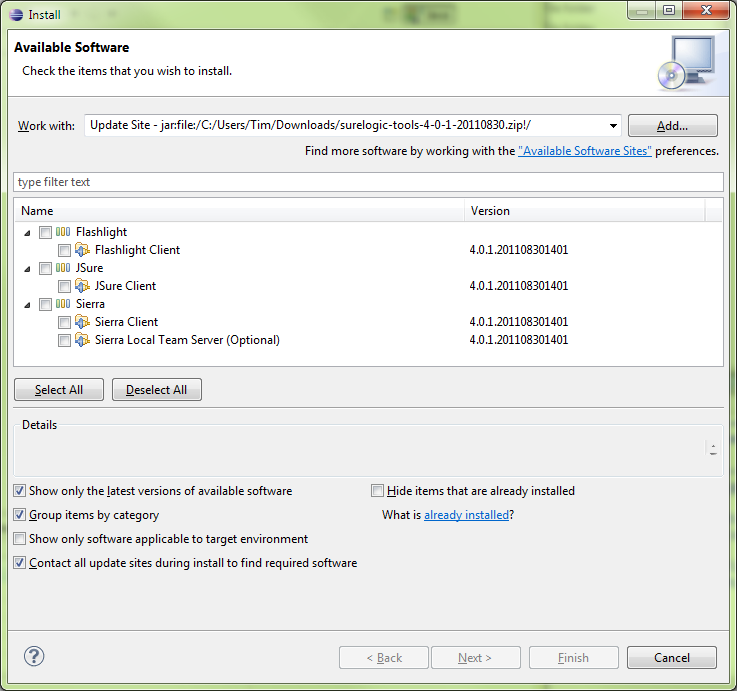 Install
Available Software
Check the items that you wish to install.
Work with: Update Site - jar:file:/C:/Users/Tim/Downloads/surelogic-tools-4-0-1-20110830.zip!/ Add...
Find more software by working with the "Available Software Sites" preferences.
type filter text
Name Version
Flashlight
Flashlight Client 4.0.1.201108301401
JSure
JSure Client 4.0.1.201108301401
Sierra
Sierra Client 4.0.1.201108301401
Sierra Local Team Server (Optional) 4.0.1.201108301401
Select All Deselect All
Details
Show only the latest versions of available software Hide items that are already installed
Group items by category What is already installed?
Show only software applicable to target environment
Contact all update sites during install to find required software
? < Back Next > Finish Cancel